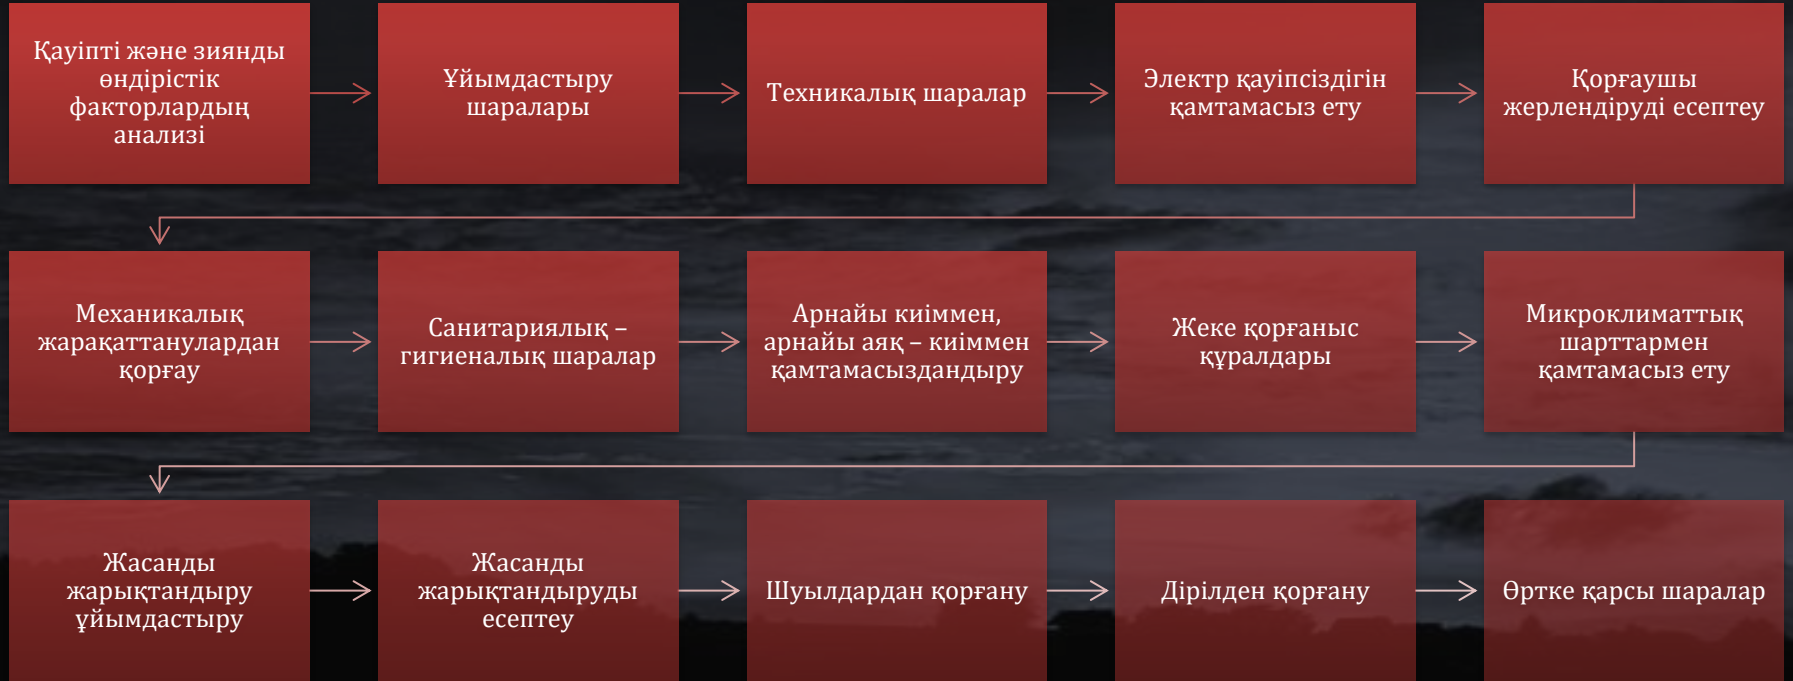 Қауіпті және зиянды
өндірістік
факторлардың
анализі
Ұйымдастыру
шаралары
Техникалық шаралар
Электр қауіпсіздігін
қамтамасыз ету
Қорғаушы
жерлендіруді есептеу
Механикалық
жарақаттанулардан
қорғау
Санитариялық –
гигиеналық шаралар
Арнайы киіммен,
арнайы аяқ – киіммен
қамтамасыздандыру
Жеке қорғаныс
құралдары
Микроклиматтық
шарттармен
қамтамасыз ету
Жасанды
жарықтандыру
ұйымдастыру
Жасанды
жарықтандыруды
есептеу
Шуылдардан қорғану
Дірілден қорғану
Өртке қарсы шаралар